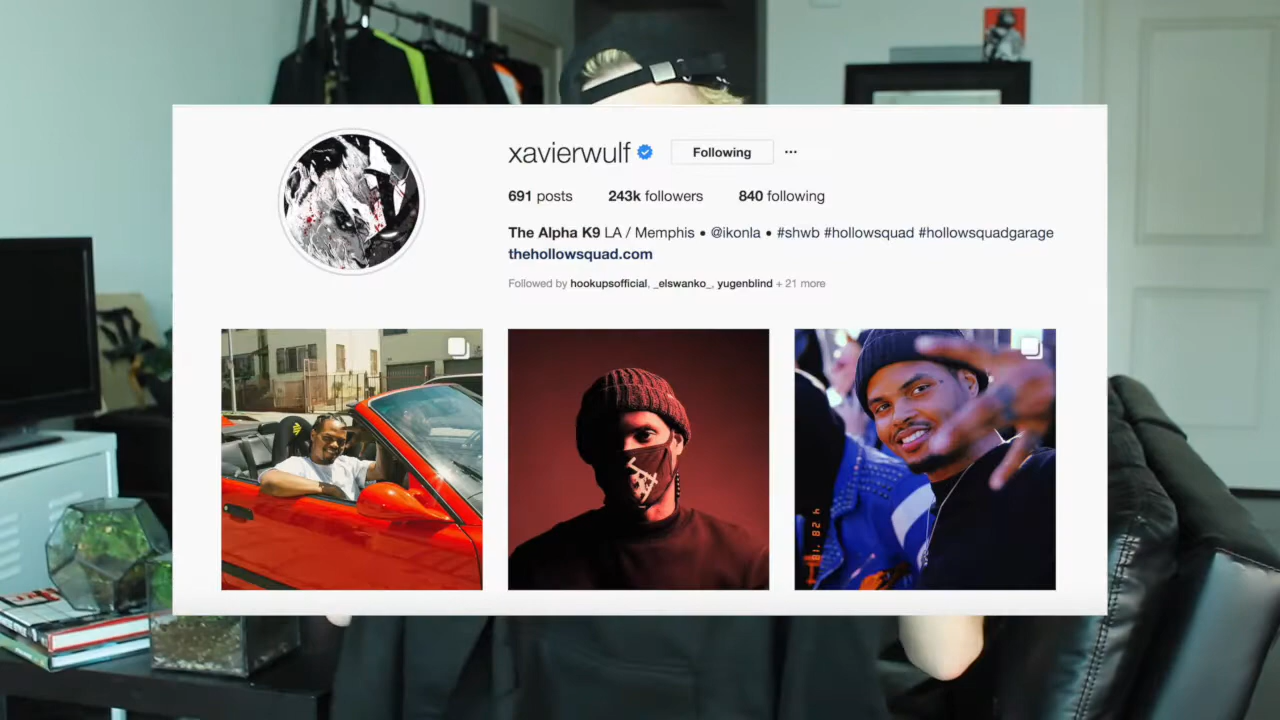 xavierwulf Following ...
691 posts 243k followers 840 following
The Alpha K9 LA / Memphis • @ikonla • #shwb #hollowsquad #hollowsquadgarage
thehollowsquad.com
Followed by hookupsofficial, _elswanko_, yugenblind + 21 more